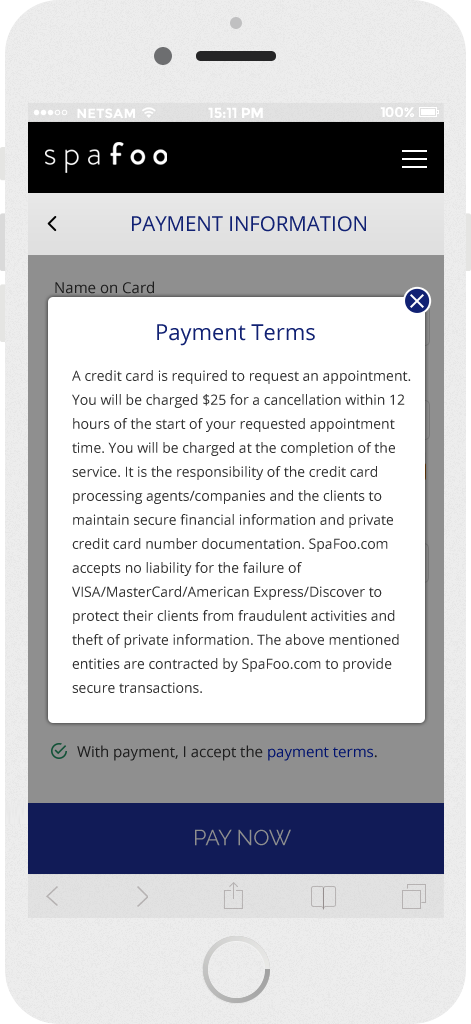 NETSAM
15:11 PM
100%
spafoo
PAYMENT INFORMATION
Name on Card
Payment Terms
A credit card is required to request an appointment.
You will be charged $25 for a cancellation within 12
hours of the start of your requested appointment
time. You will be charged at the completion of the
service. It is the responsibility of the credit card
processing agents/companies and the clients to
maintain secure financial information and private
credit card number documentation. SpaFoo.com
accepts no liability for the failure of
VISA/MasterCard/American Express/Discover to
protect their clients from fraudulent activities and
theft of private information. The above mentioned
entities are contracted by SpaFoo.com to provide
secure transactions.
With payment, I accept the payment terms.
PAY NOW